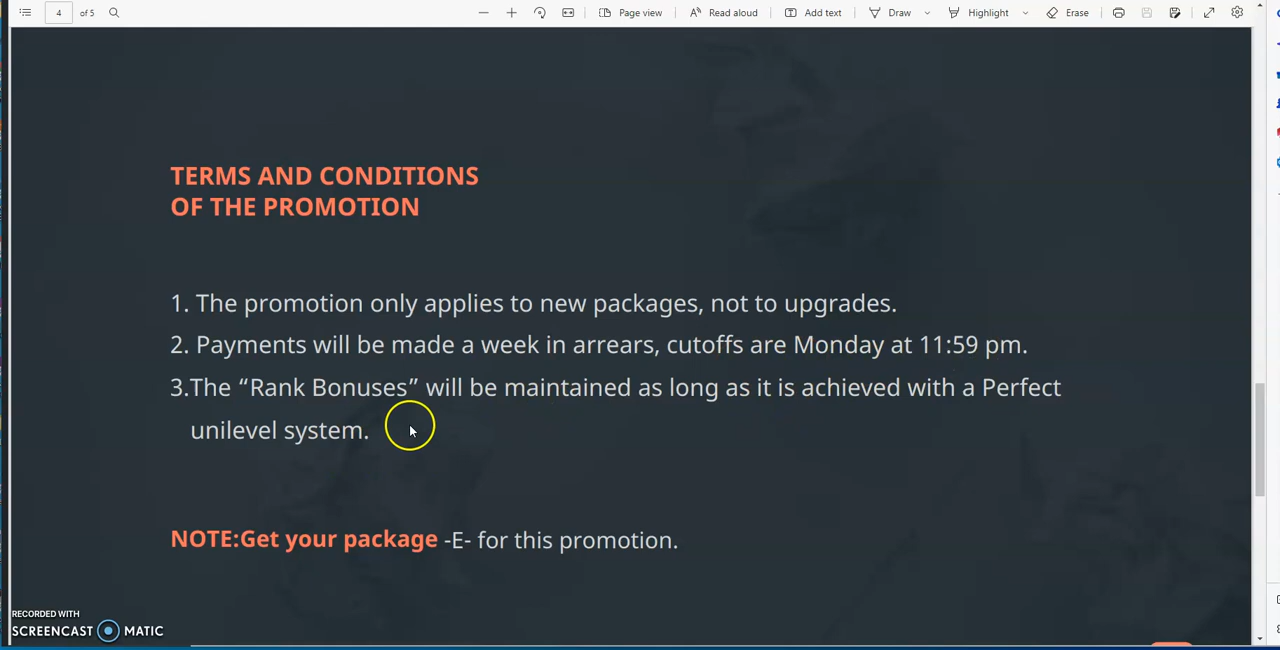 4 of 5 Page view Read aloud Add text Draw Highlight Erase
TERMS AND CONDITIONS
OF THE PROMOTION
1. The promotion only applies to new packages, not to upgrades.
2. Payments will be made a week in arrears, cutoffs are Monday at 11:59 pm.
3.The “Rank Bonuses” will be maintained as long as it is achieved with a Perfect
unilevel system.
NOTE:Get your package -E- for this promotion.
RECORDED WITH
SCREENCAST MATIC